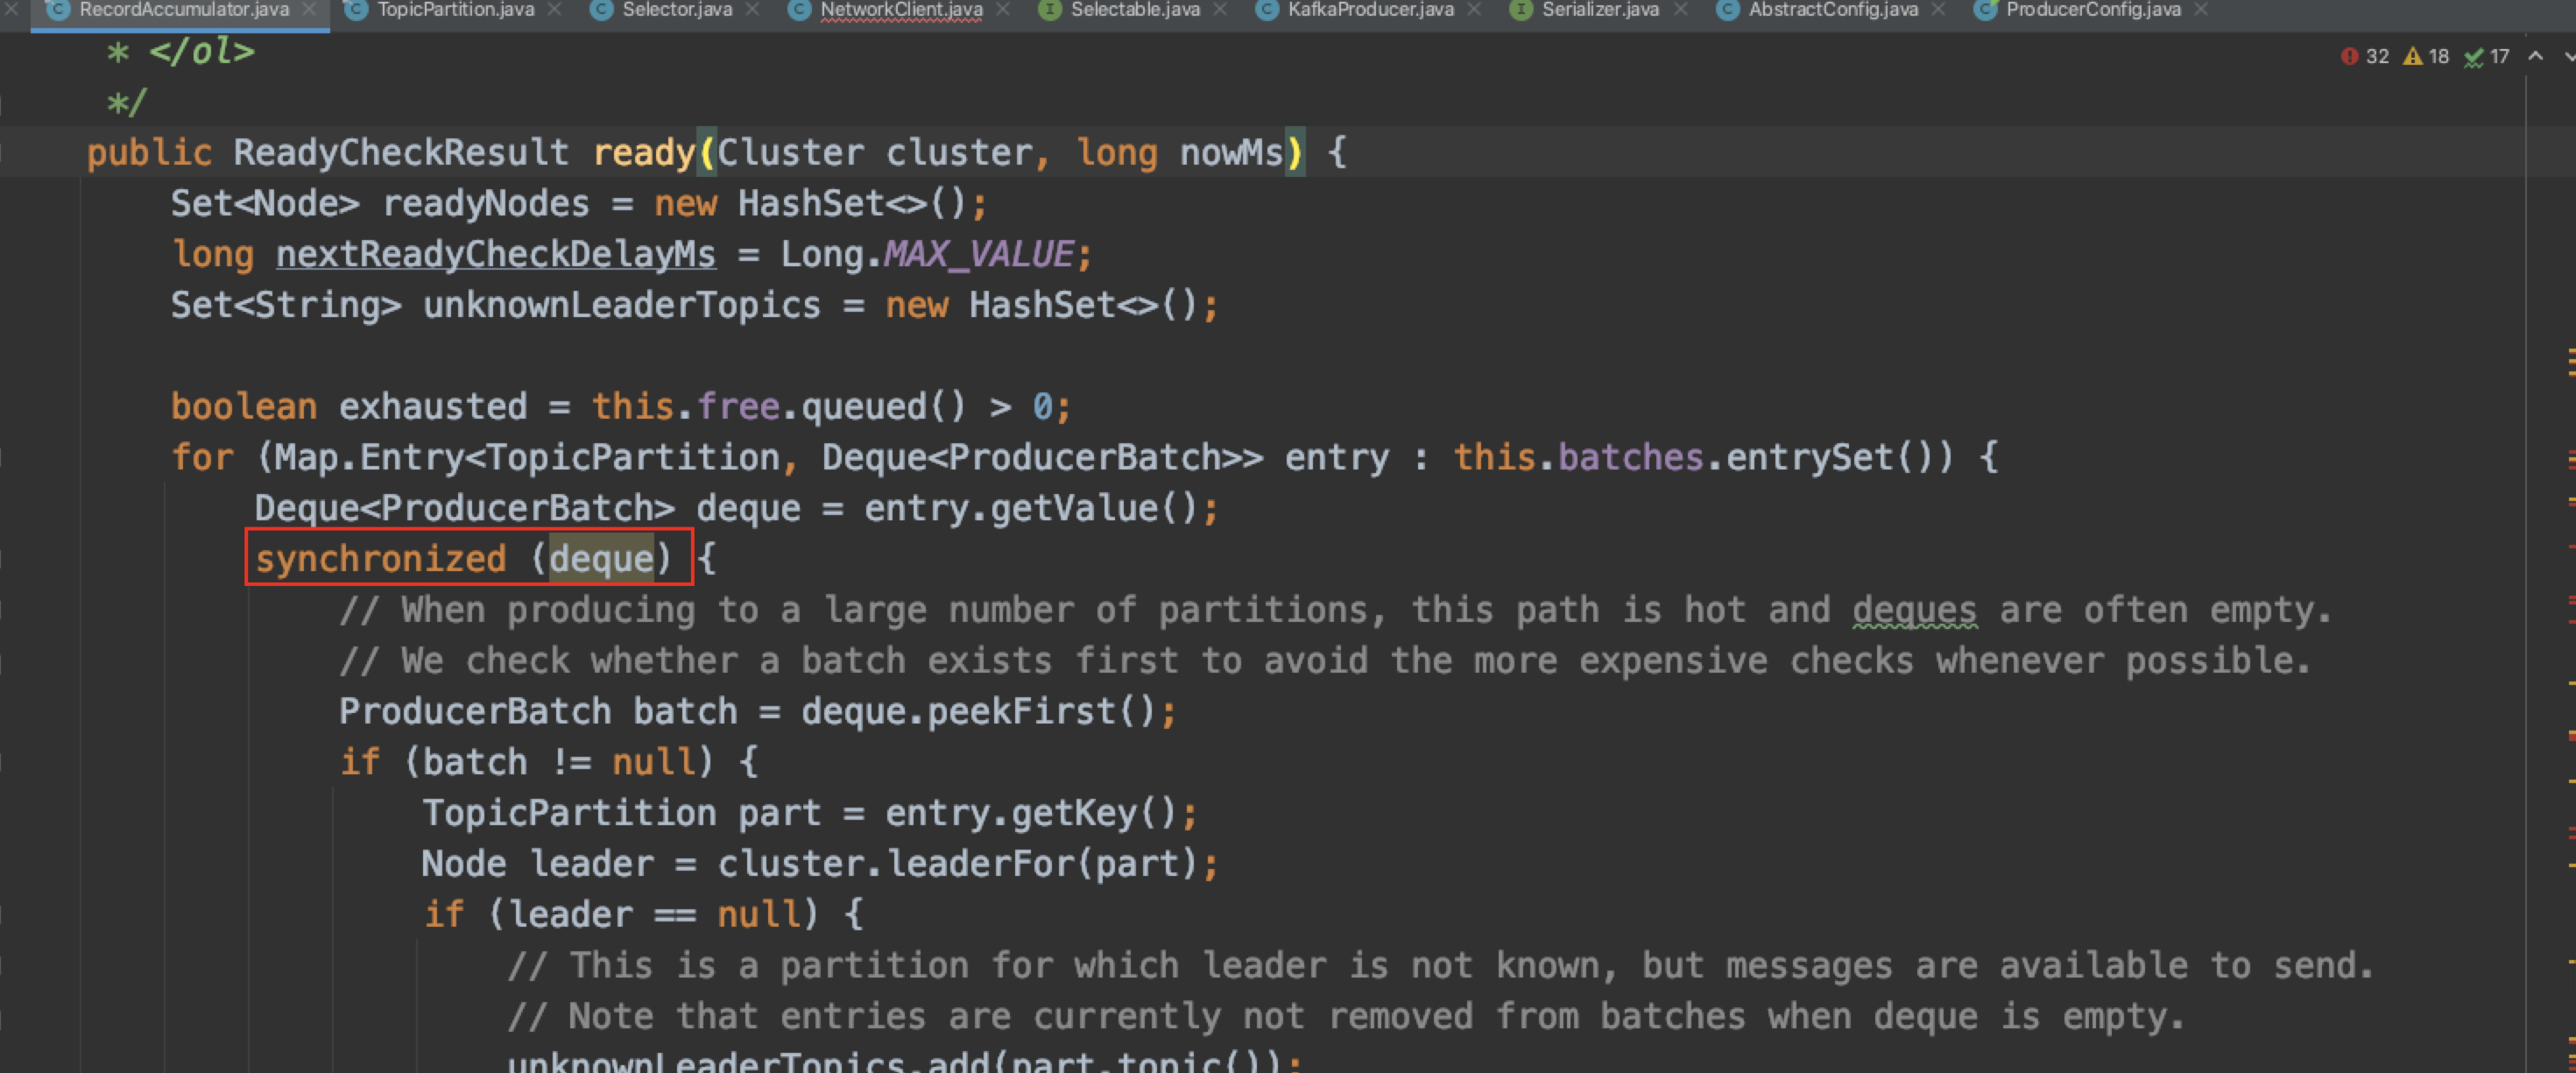 RecordAccumulator.java TopicPartition.java Selector.java NetworkClient.java Selectable.java KafkaProducer.java Serializer.java AbstractConfig.java ProducerConfig.java
* </ol>
32 18 17
*/
public ReadyCheckResult ready(Cluster cluster, long nowMs) {
Set<Node> readyNodes = new HashSet<>();
long nextReadyCheckDelayMs = Long.MAX_VALUE;
Set<String> unknownLeaderTopics = new HashSet<>();
boolean exhausted = this.free.queued() > 0;
for (Map.Entry<TopicPartition, Deque<ProducerBatch>> entry : this.batches.entrySet()) {
Deque<ProducerBatch> deque = entry.getValue();
synchronized (deque) {
// When producing to a large number of partitions, this path is hot and deques are often empty.
// We check whether a batch exists first to avoid the more expensive checks whenever possible.
ProducerBatch batch = deque.peekFirst();
if (batch != null) {
TopicPartition part = entry.getKey();
Node leader = cluster.leaderFor(part);
if (leader == null) {
// This is a partition for which leader is not known, but messages are available to send.
// Note that entries are currently not removed from batches when deque is empty.
unknownLeaderTopics.add(part.topic());